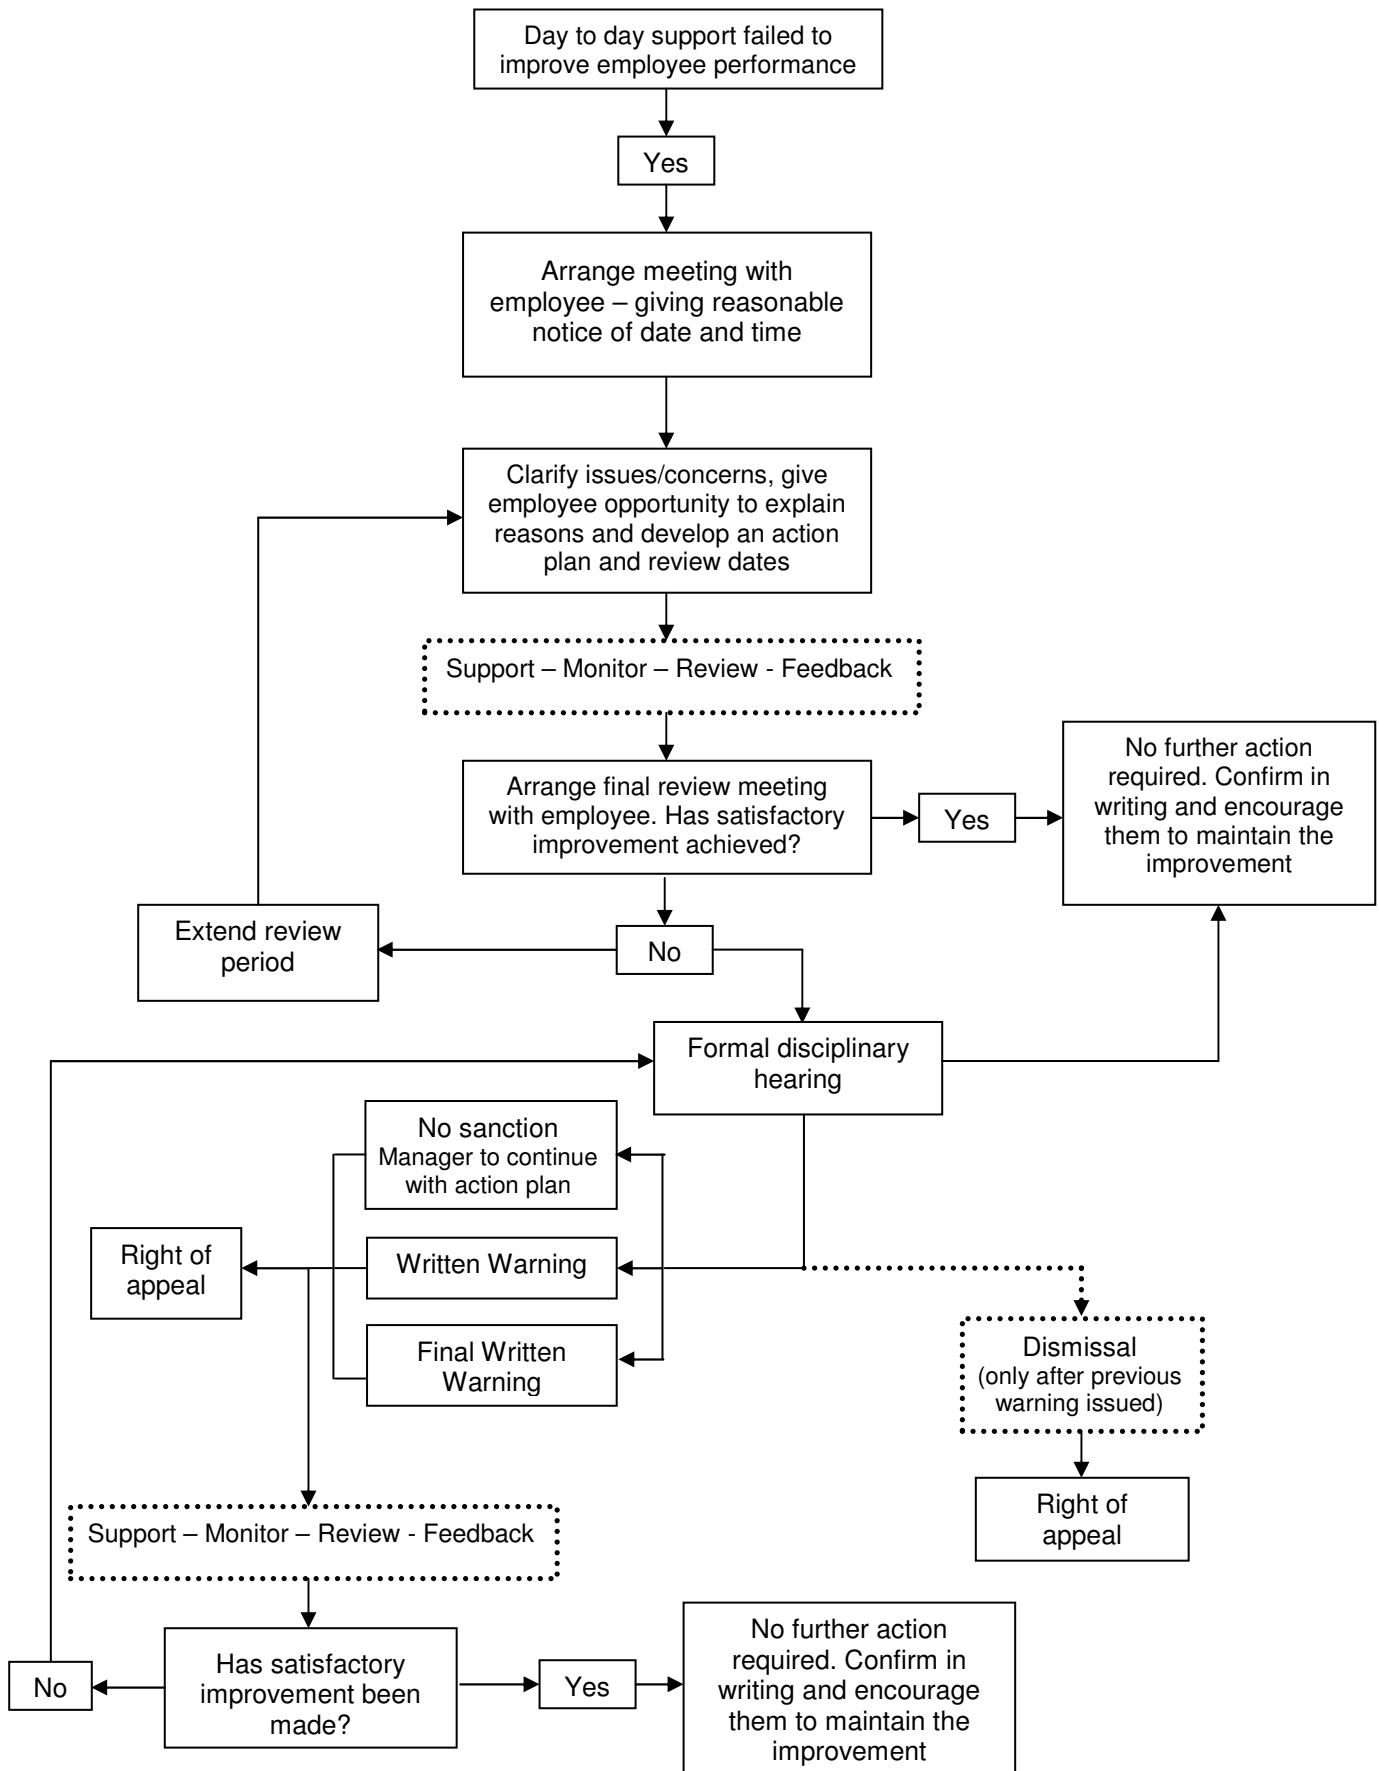 Day to day support failed to
improve employee performance
Yes
Arrange meeting with
employee – giving reasonable
notice of date and time
Clarify issues/concerns, give
employee opportunity to explain
reasons and develop an action
plan and review dates
Support – Monitor – Review - Feedback
Arrange final review meeting
with employee. Has satisfactory
improvement achieved?
Yes
No further action
required. Confirm in
writing and encourage
them to maintain the
improvement
Extend review
period
No
Formal disciplinary
hearing
No sanction
Manager to continue
with action plan
Right of
appeal
Written Warning
Final Written
Warning
Dismissal
(only after previous
warning issued)
Right of
appeal
Support – Monitor – Review - Feedback
No
Has satisfactory
improvement been
made?
Yes
No further action
required. Confirm in
writing and encourage
them to maintain the
improvement